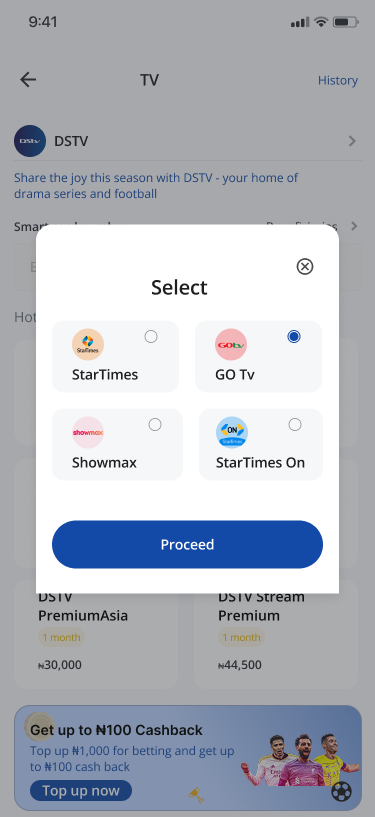 9:41
TV
History
DSTV
DSTV
Share the joy this season with DSTV - your home of
drama series and football
Hot
Select
StarTimes
StarTimes
GOtv
GO Tv
showmax
Showmax
ON
StarTimes
StarTimes On
Proceed
DSTV
PremiumAsia
1 month
₦30,000
DSTV Stream
Premium
1 month
₦44,500
Get up to ₦100 Cashback
Top up ₦1,000 for betting and get up
to ₦100 cash back
Top up now